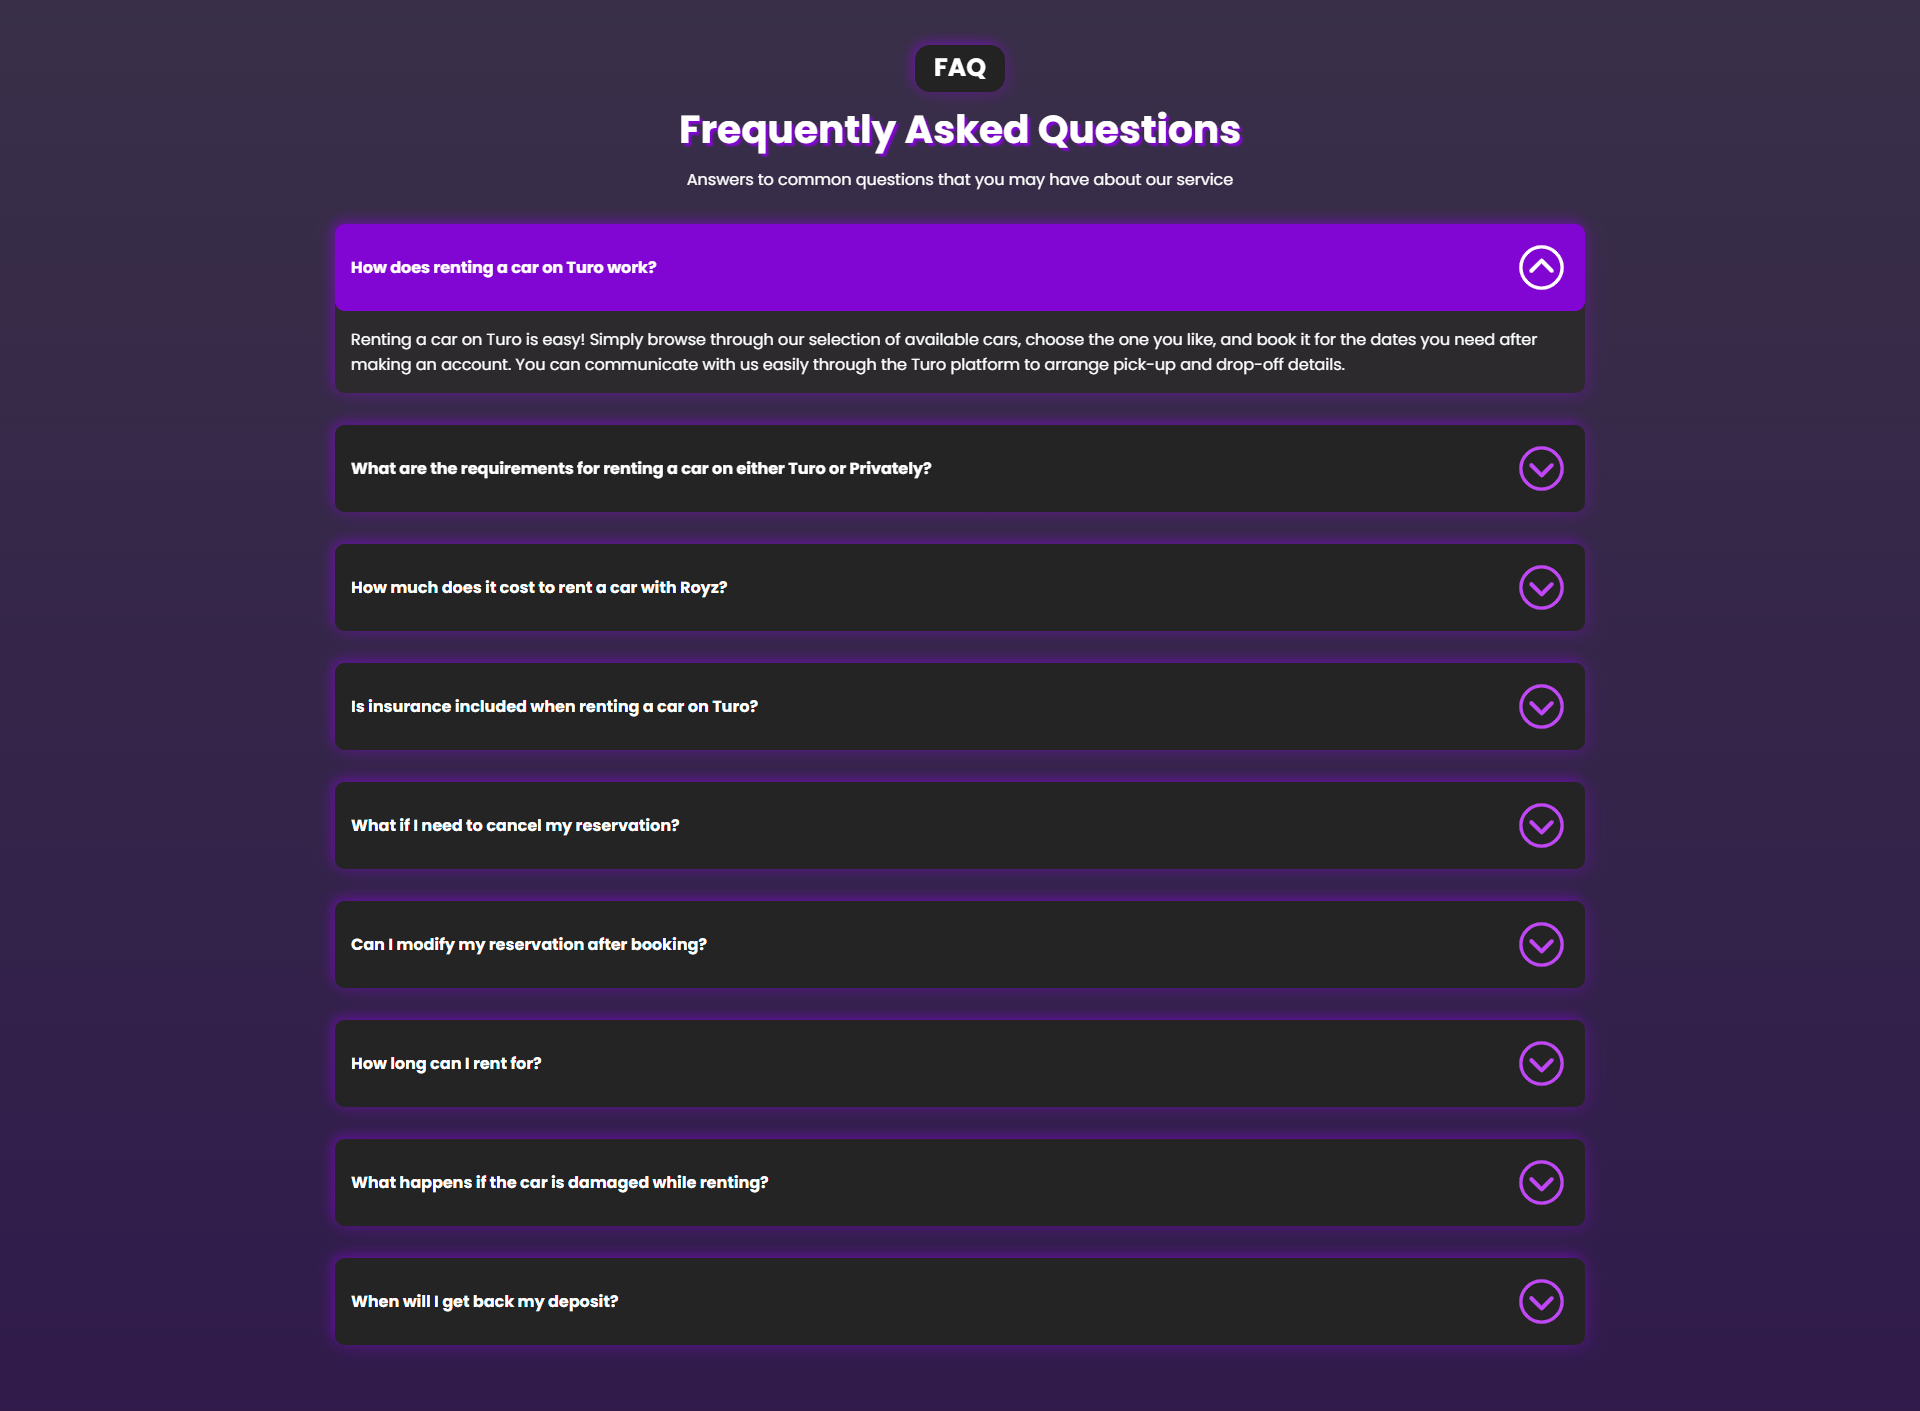 FAQ
Frequently Asked Questions
Answers to common questions that you may have about our service
How does renting a car on Turo work?
Renting a car on Turo is easy! Simply browse through our selection of available cars, choose the one you like, and book it for the dates you need after
making an account. You can communicate with us easily through the Turo platform to arrange pick-up and drop-off details.
What are the requirements for renting a car on either Turo or Privately?
How much does it cost to rent a car with Royz?
Is insurance included when renting a car on Turo?
What if I need to cancel my reservation?
Can I modify my reservation after booking?
How long can I rent for?
What happens if the car is damaged while renting?
When will I get back my deposit?